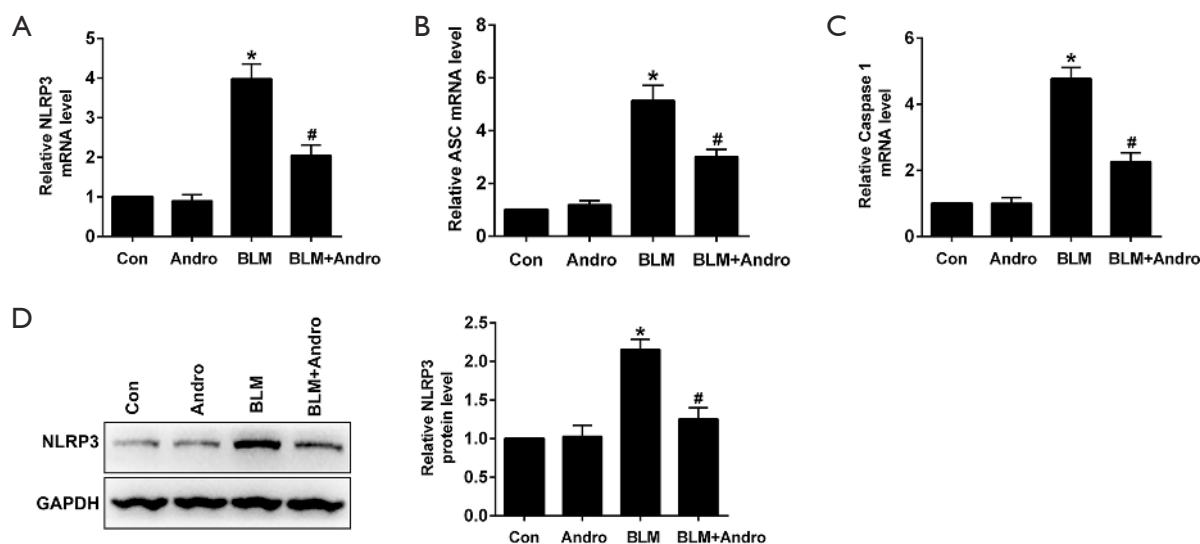 A
Relative NLRP3
mRNA level
5
4
3
2
1
0
*
#
Con Andro BLM BLM+Andro
B
Relative ASC mRNA level
8
6
4
2
0
*
#
Con Andro BLM BLM+Andro
C
Relative Caspase 1
mRNA level
6
4
2
0
*
#
Con Andro BLM BLM+Andro
D
Con Andro BLM BLM+Andro
NLRP3
GAPDH
Relative NLRP3
protein level
2.5
2.0
1.5
1.0
0.5
0.0
*
#
Con Andro BLM BLM+Andro